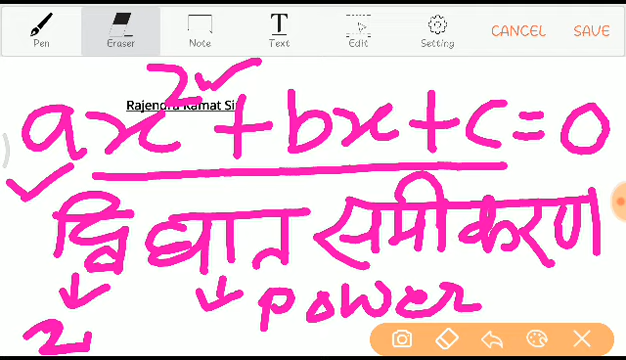 Pen Eraser Note Text Edit Setting CANCEL SAVE
Rajendra Kamat Si
ax²+bx+c=0
द्विघात समीकरण
2 power